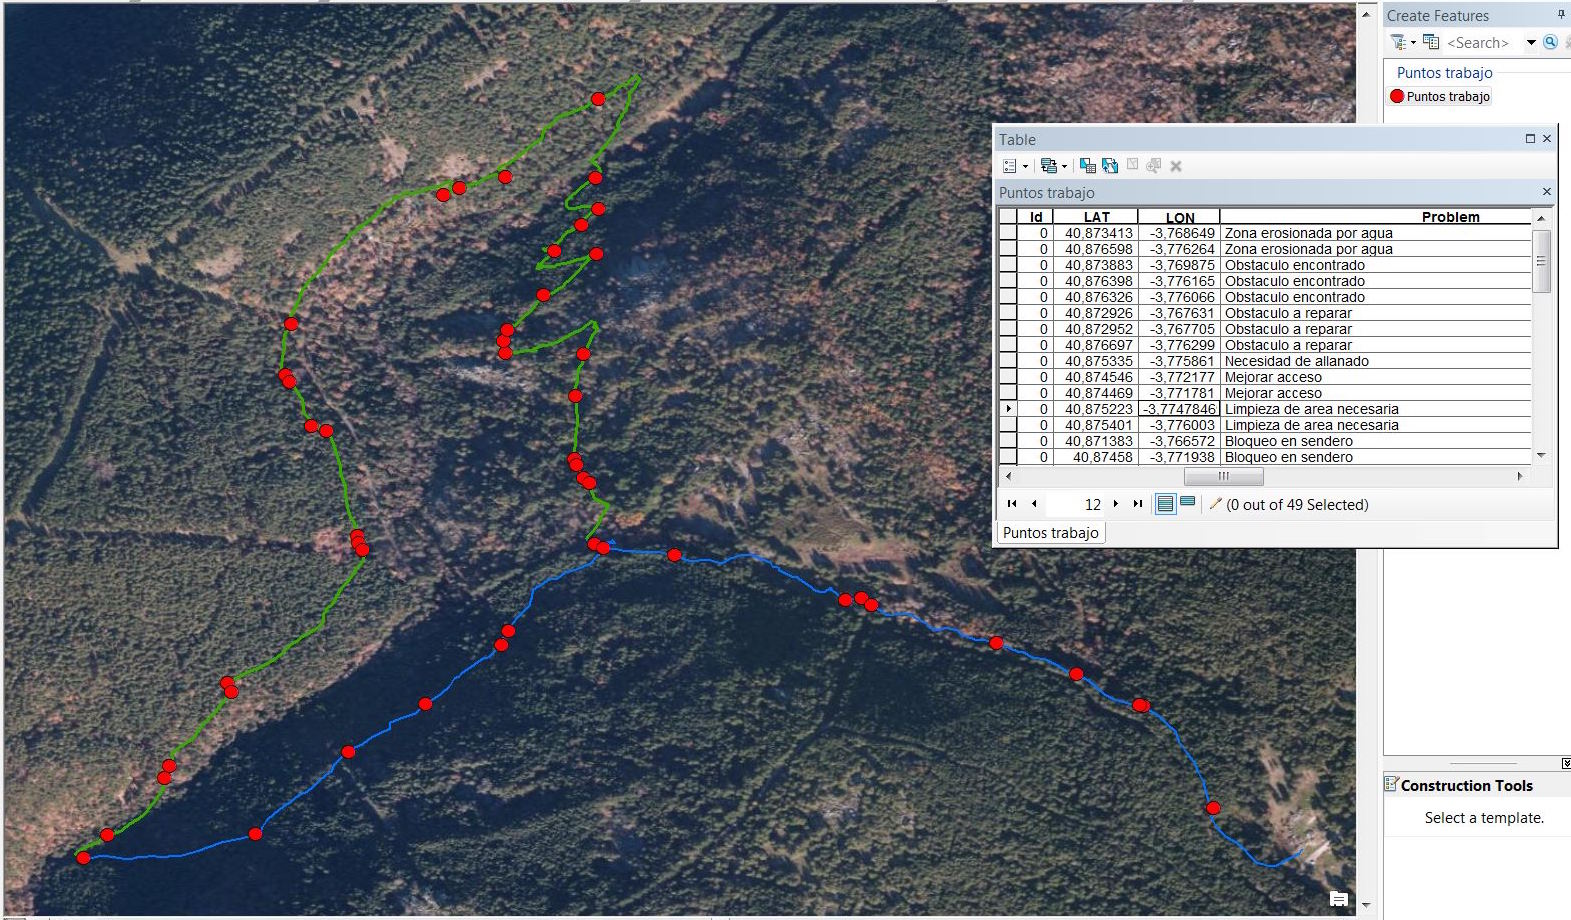 Create Features
<Search>
Puntos trabajo
Puntos trabajo
Table
Puntos trabajo
Id LAT LON Problem
0 40,873413 -3,768649 Zona erosionada por agua
0 40,876598 -3,776264 Zona erosionada por agua
0 40,873883 -3,769875 Obstaculo encontrado
0 40,876398 -3,776165 Obstaculo encontrado
0 40,876326 -3,776066 Obstaculo encontrado
0 40,872926 -3,767631 Obstaculo a reparar
0 40,872952 -3,767705 Obstaculo a reparar
0 40,876697 -3,776299 Obstaculo a reparar
0 40,875335 -3,775861 Necesidad de allanado
0 40,874546 -3,772177 Mejorar acceso
0 40,874469 -3,771781 Mejorar acceso
0 40,875223 -3,7747846 Limpieza de area necesaria
0 40,875401 -3,776003 Limpieza de area necesaria
0 40,871383 -3,766572 Bloqueo en sendero
0 40,87458 -3,771938 Bloqueo en sendero
12 (0 out of 49 Selected)
Puntos trabajo
Construction Tools
Select a template.